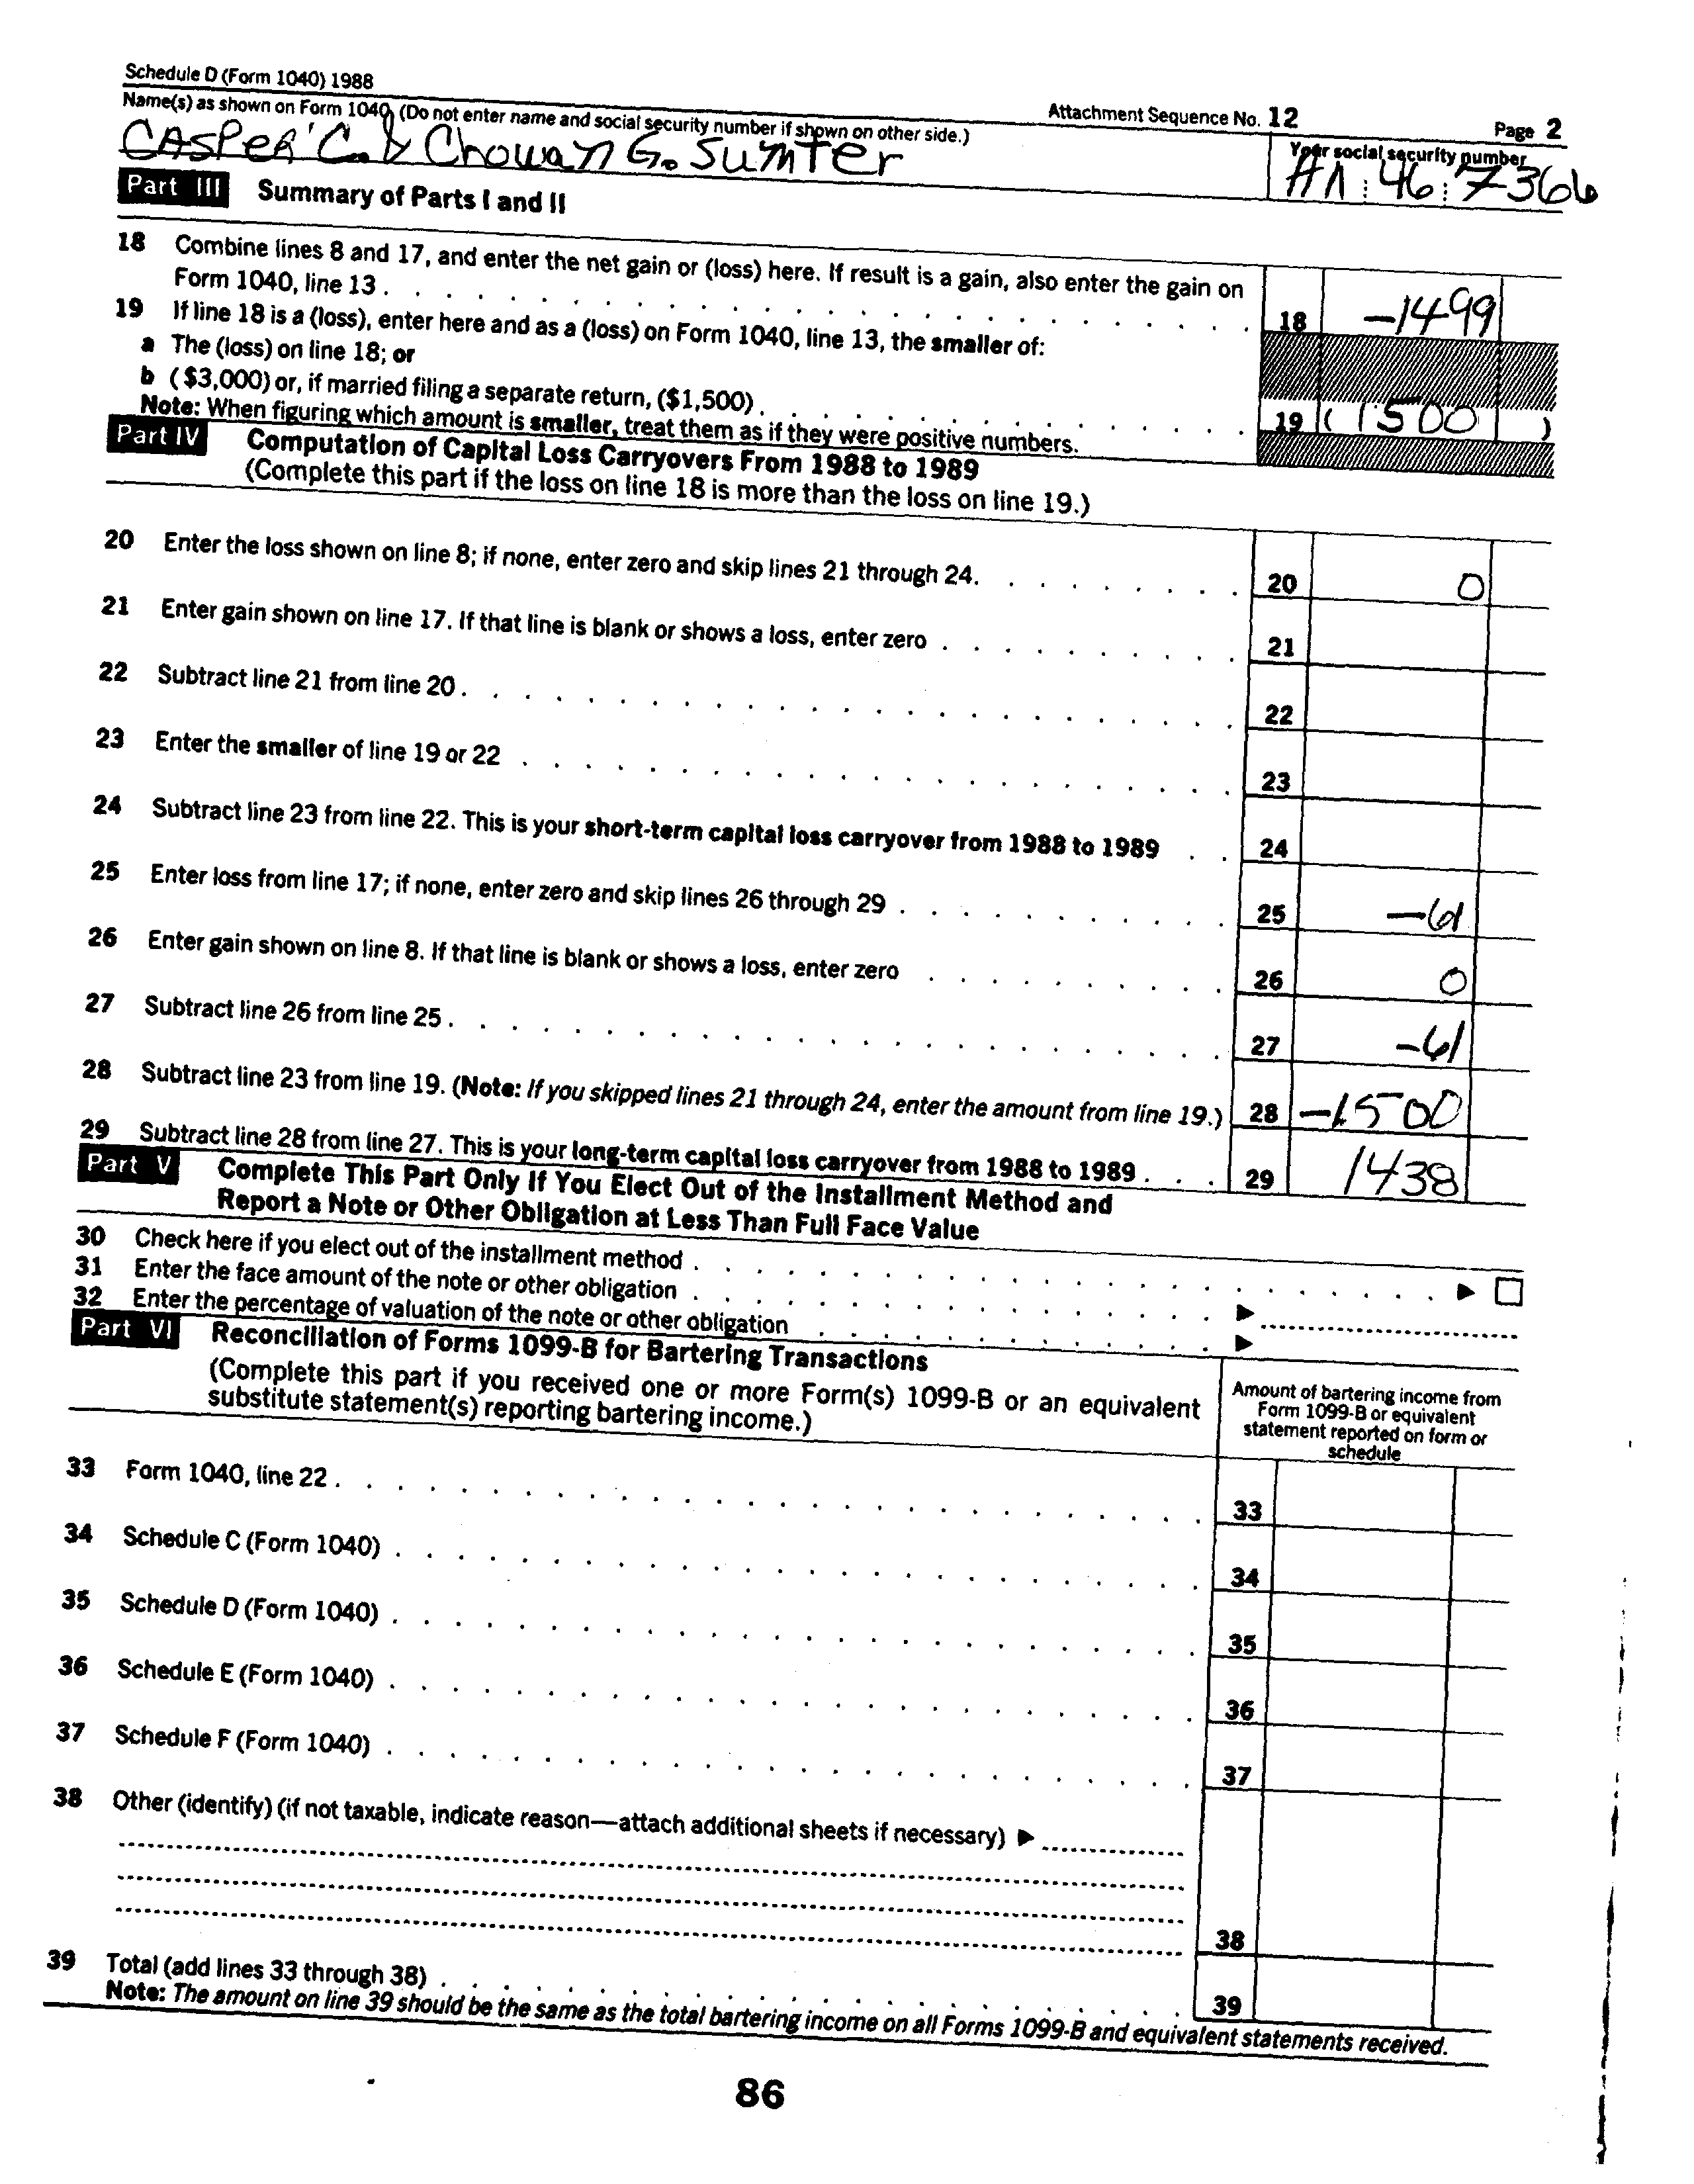 Schedule D (Form 1040) 1988
Attachment Sequence No. 12
Page 2
Name(s) as shown on Form 1040 (Do not enter name and social security number if shown on other side.)
Your social security number
CASPER C. & Chowan G. Sumter
46 7366
Part III Summary of Parts I and II
18 Combine lines 8 and 17, and enter the net gain or (loss) here. If result is a gain, also enter the gain on
Form 1040, line 13 . 18 -1499
19 If line 18 is a (loss), enter here and as a (loss) on Form 1040, line 13, the smaller of:
a The (loss) on line 18; or
b ($3,000) or, if married filing a separate return, ($1,500) . 19 ( 1500 )
Note: When figuring which amount is smaller, treat them as if they were positive numbers.
Part IV Computation of Capital Loss Carryovers From 1988 to 1989
(Complete this part if the loss on line 18 is more than the loss on line 19.)
20 Enter the loss shown on line 8; if none, enter zero and skip lines 21 through 24. 20 0
21 Enter gain shown on line 17. If that line is blank or shows a loss, enter zero . 21
22 Subtract line 21 from line 20 . 22
23 Enter the smaller of line 19 or 22 . 23
24 Subtract line 23 from line 22. This is your short-term capital loss carryover from 1988 to 1989 . 24
25 Enter loss from line 17; if none, enter zero and skip lines 26 through 29 . 25 -61
26 Enter gain shown on line 8. If that line is blank or shows a loss, enter zero . 26 0
27 Subtract line 26 from line 25 . 27 -61
28 Subtract line 23 from line 19. (Note: If you skipped lines 21 through 24, enter the amount from line 19.) 28 -1500
29 Subtract line 28 from line 27. This is your long-term capital loss carryover from 1988 to 1989 . 29 1438
Part V Complete This Part Only If You Elect Out of the Installment Method and
Report a Note or Other Obligation at Less Than Full Face Value
30 Check here if you elect out of the installment method . ▶ □
31 Enter the face amount of the note or other obligation . ▶
32 Enter the percentage of valuation of the note or other obligation . ▶
Part VI Reconciliation of Forms 1099-B for Bartering Transactions
(Complete this part if you received one or more Form(s) 1099-B or an equivalent
substitute statement(s) reporting bartering income.)
Amount of bartering income from
Form 1099-B or equivalent
statement reported on form or
schedule
33 Form 1040, line 22 . 33
34 Schedule C (Form 1040) . 34
35 Schedule D (Form 1040) . 35
36 Schedule E (Form 1040) . 36
37 Schedule F (Form 1040) . 37
38 Other (identify) (if not taxable, indicate reason—attach additional sheets if necessary) ▶
38
39 Total (add lines 33 through 38) . 39
Note: The amount on line 39 should be the same as the total bartering income on all Forms 1099-B and equivalent statements received.
86